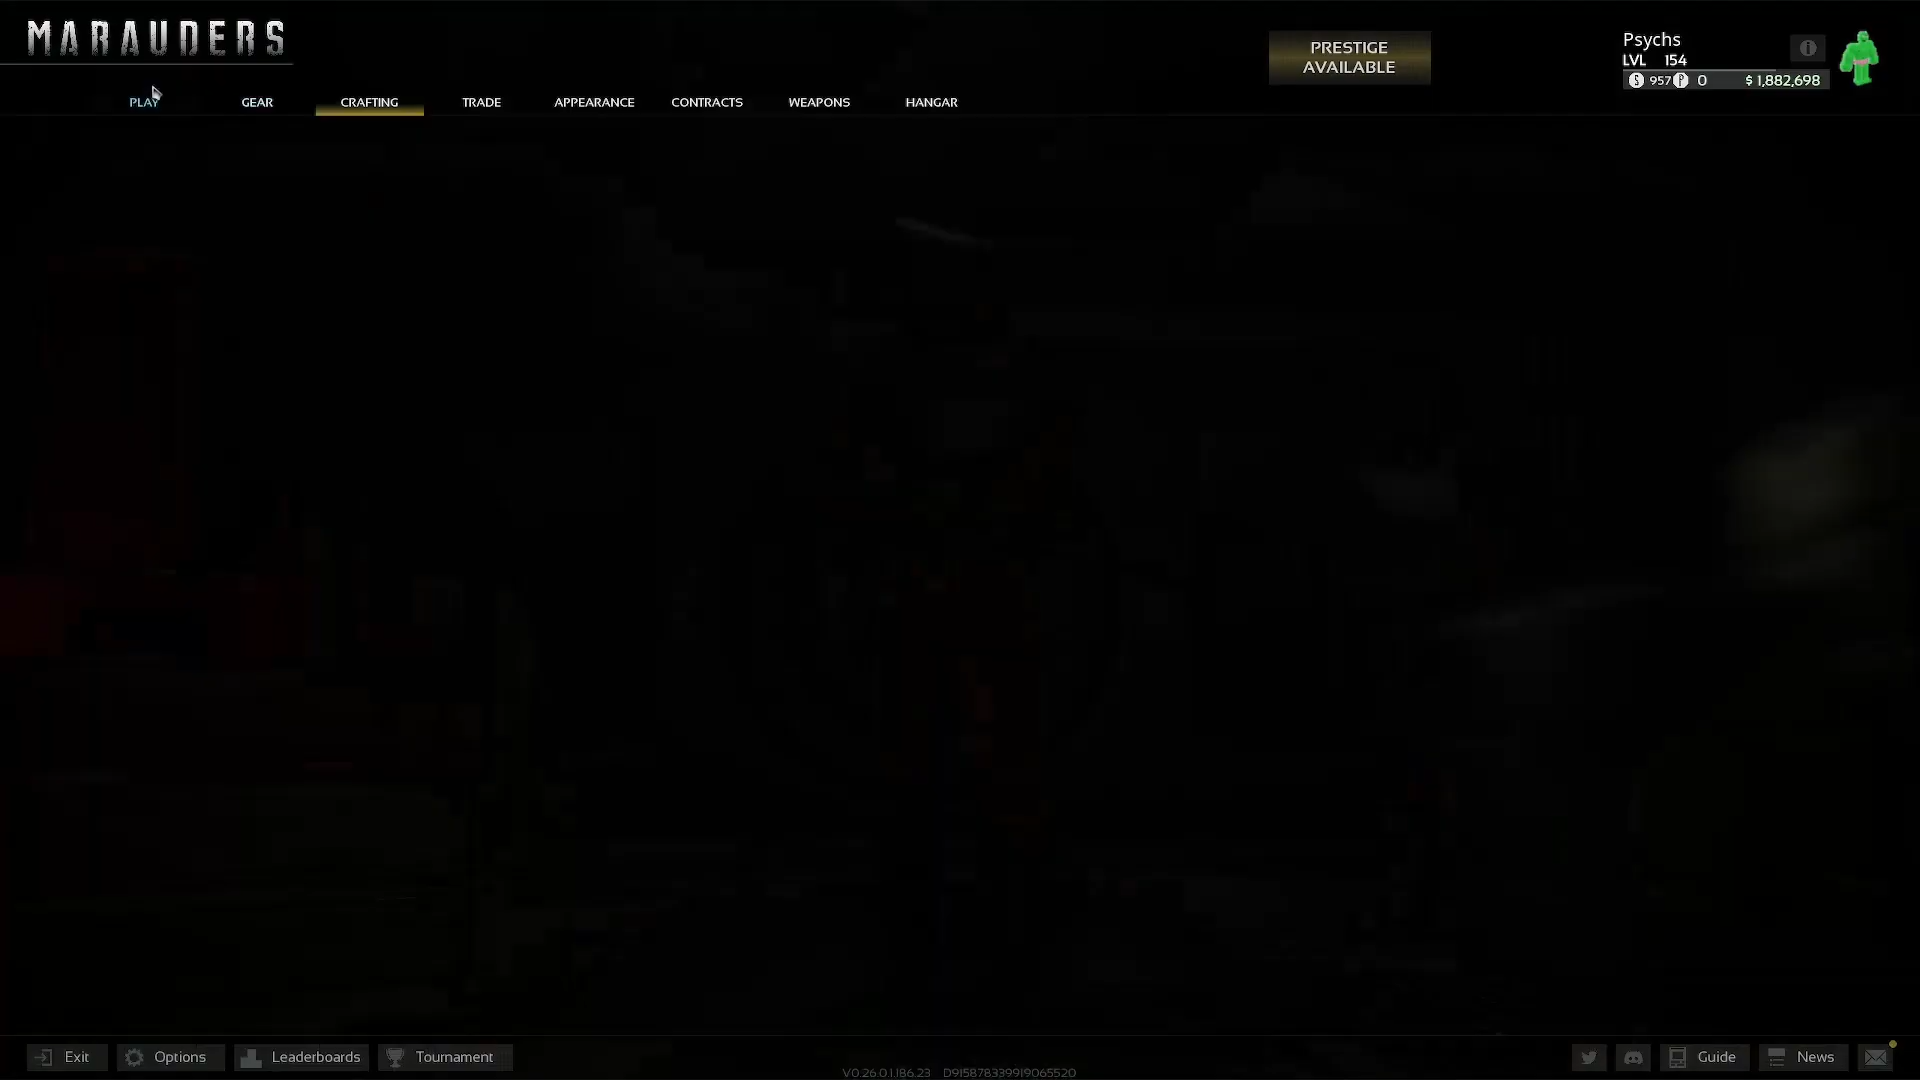 MARAUDERS
PRESTIGE
AVAILABLE
Psychs
LVL 154
S 957 P 0 $ 1,882,698
PLAY GEAR CRAFTING TRADE APPEARANCE CONTRACTS WEAPONS HANGAR
Exit Options Leaderboards Tournament Guide News
V0.26.0.1.186.23 D915878339919065520